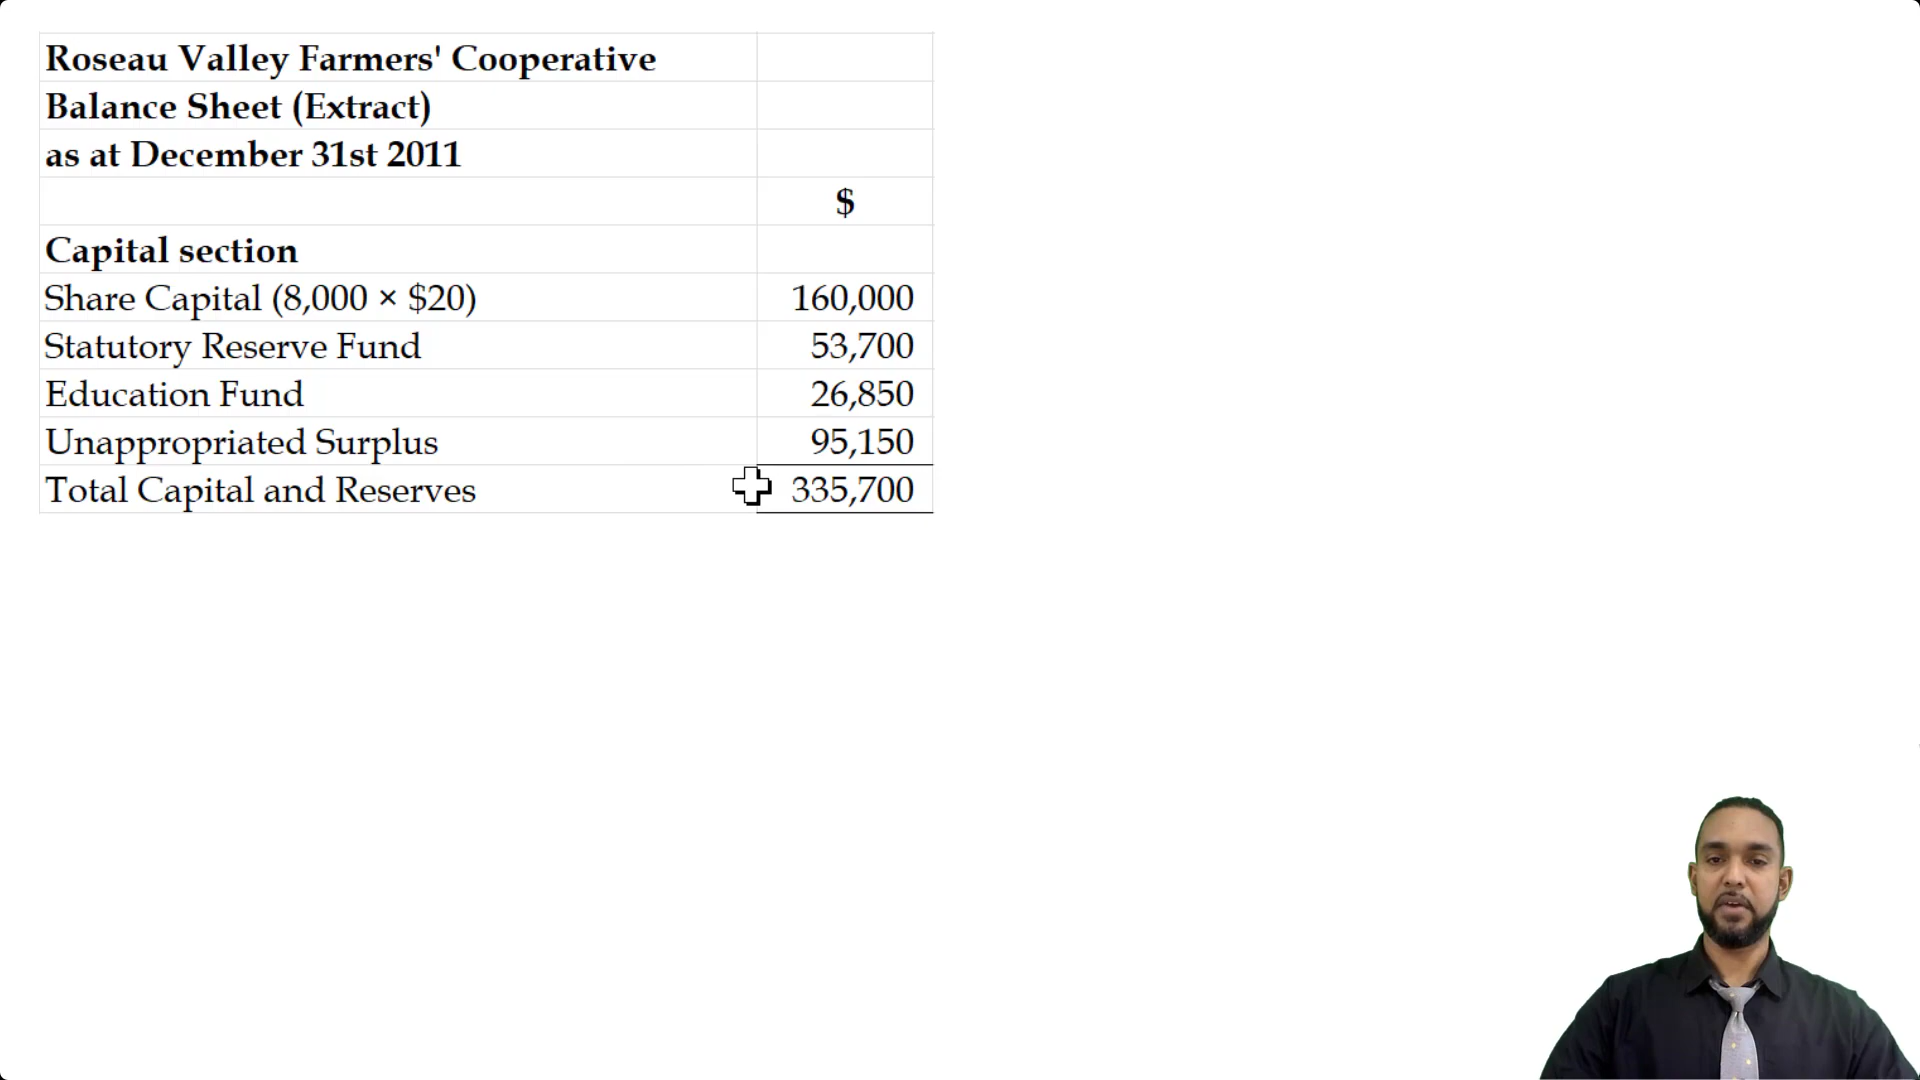 Roseau Valley Farmers' Cooperative
Balance Sheet (Extract)
as at December 31st 2011
$
Capital section
Share Capital (8,000 × $20) 160,000
Statutory Reserve Fund 53,700
Education Fund 26,850
Unappropriated Surplus 95,150
Total Capital and Reserves 335,700